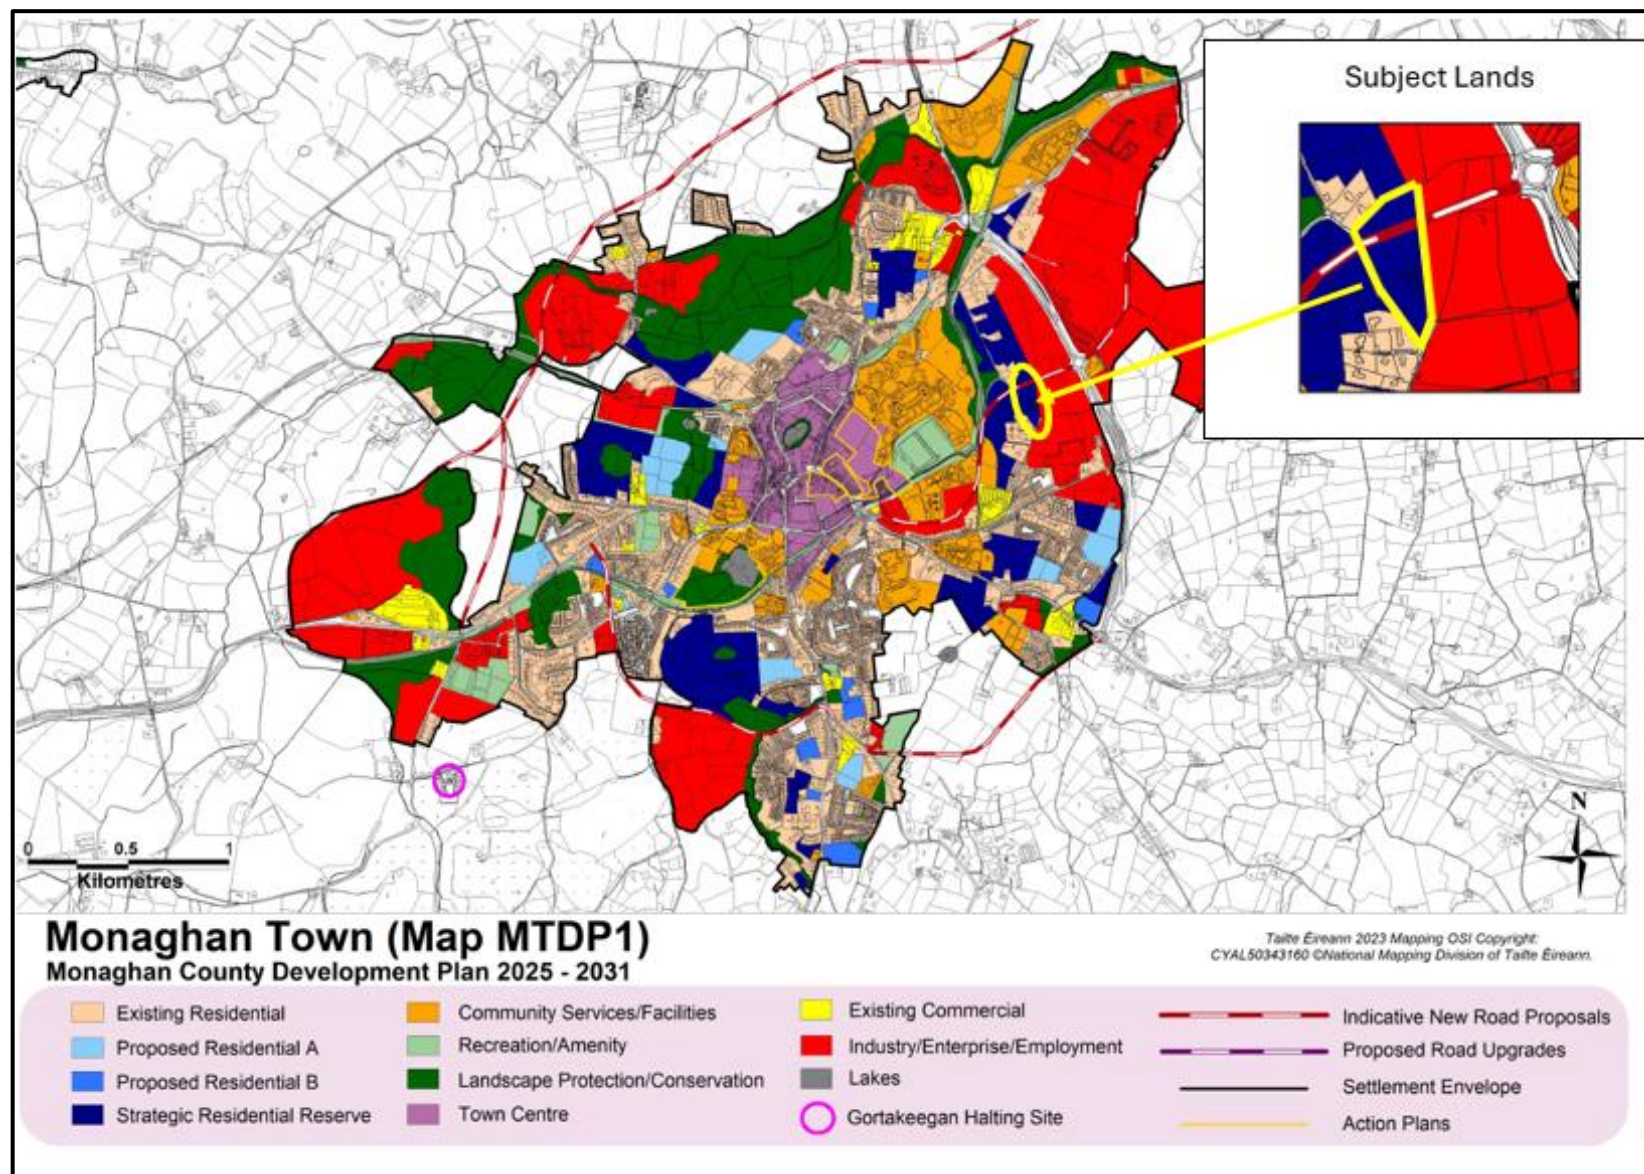 Subject Lands
N
0 0.5 1
Kilometres
Monaghan Town (Map MTDP1)
Monaghan County Development Plan 2025 - 2031
Tailte Éireann 2023 Mapping OSI Copyright:
CYAL50343160 ©National Mapping Division of Tailte Éireann.
Existing Residential
Proposed Residential A
Proposed Residential B
Strategic Residential Reserve
Community Services/Facilities
Recreation/Amenity
Landscape Protection/Conservation
Town Centre
Existing Commercial
Industry/Enterprise/Employment
Lakes
Gortakeegan Halting Site
Indicative New Road Proposals
Proposed Road Upgrades
Settlement Envelope
Action Plans